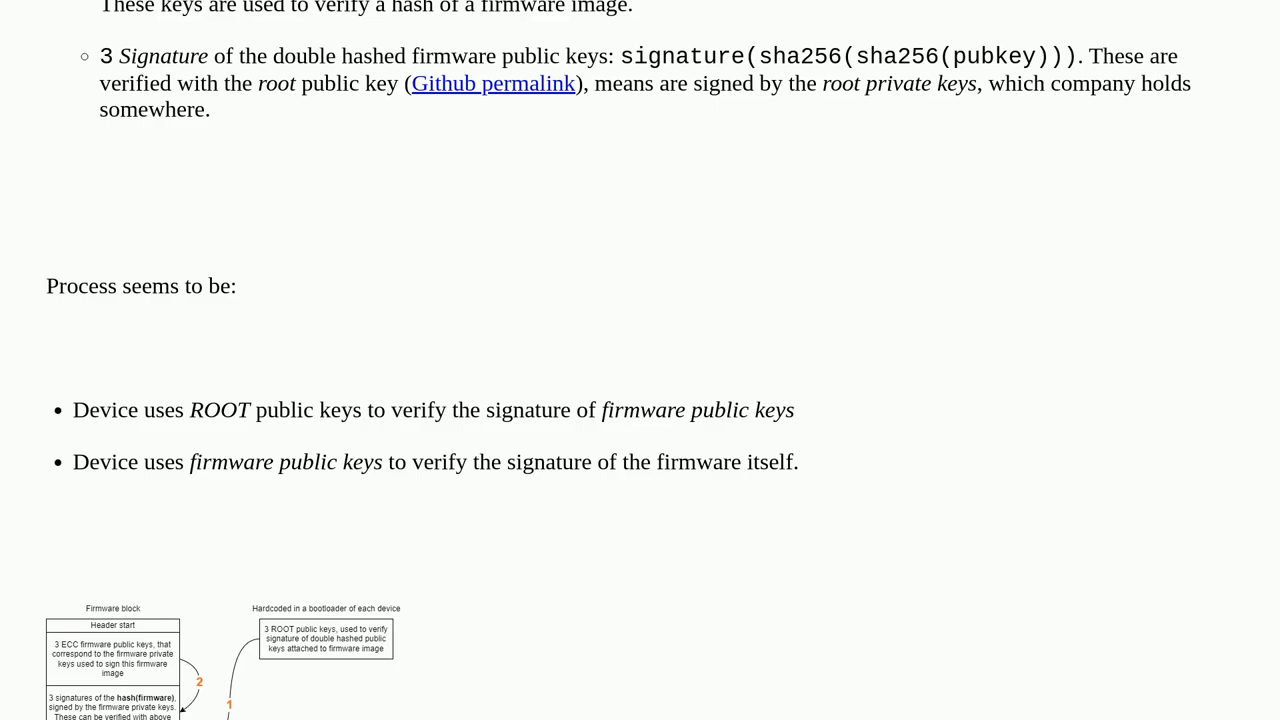 These keys are used to verify a hash of a firmware image.
3 Signature of the double hashed firmware public keys: signature(sha256(sha256(pubkey))). These are
verified with the root public key (Github permalink), means are signed by the root private keys, which company holds
somewhere.
Process seems to be:
Device uses ROOT public keys to verify the signature of firmware public keys
Device uses firmware public keys to verify the signature of the firmware itself.
Firmware block
Header start
3 ECC firmware public keys, that
correspond to the firmware private
keys used to sign this firmware
image
2
3 signatures of the hash(firmware),
signed by the firmware private keys.
These can be verified with above
Hardcoded in a bootloader of each device
3 ROOT public keys, used to verify
signature of double hashed public
keys attached to firmware image
1